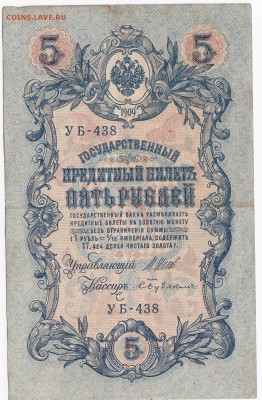 COINS.LAVE.RU
5 5
1909
УБ-438
ГОСУДАРСТВЕННЫЙ
КРЕДИТНЫЙ БИЛЕТЪ
ПЯТЬ РУБЛЕЙ
ГОСУДАРСТВЕННЫЙ БАНКЪ РАЗМѢНИВАЕТЪ
КРЕДИТНЫЕ БИЛЕТЫ НА ЗОЛОТУЮ МОНЕТУ
БЕЗЪ ОГРАНИЧЕНІЯ СУММЫ
(1 РУБЛЬ = 1/15 ИМПЕРІАЛА, СОДЕРЖИТЪ
17,424 ДОЛЕЙ ЧИСТАГО ЗОЛОТА).
Управляющій
Кассиръ
УБ-438
5